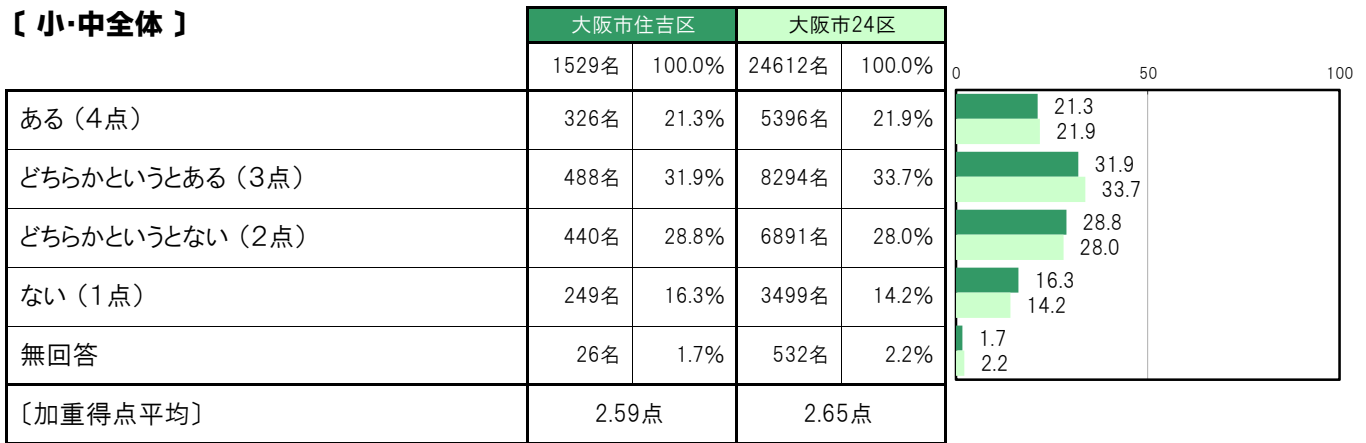 〔 小・中全体 〕
大阪市住吉区 大阪市24区
1529名 100.0% 24612名 100.0%
0 50 100
ある（4点） 326名 21.3% 5396名 21.9%
21.3
21.9
どちらかというとある（3点） 488名 31.9% 8294名 33.7%
31.9
33.7
どちらかというとない（2点） 440名 28.8% 6891名 28.0%
28.8
28.0
ない（1点） 249名 16.3% 3499名 14.2%
16.3
14.2
無回答 26名 1.7% 532名 2.2%
1.7
2.2
〔加重得点平均〕 2.59点 2.65点